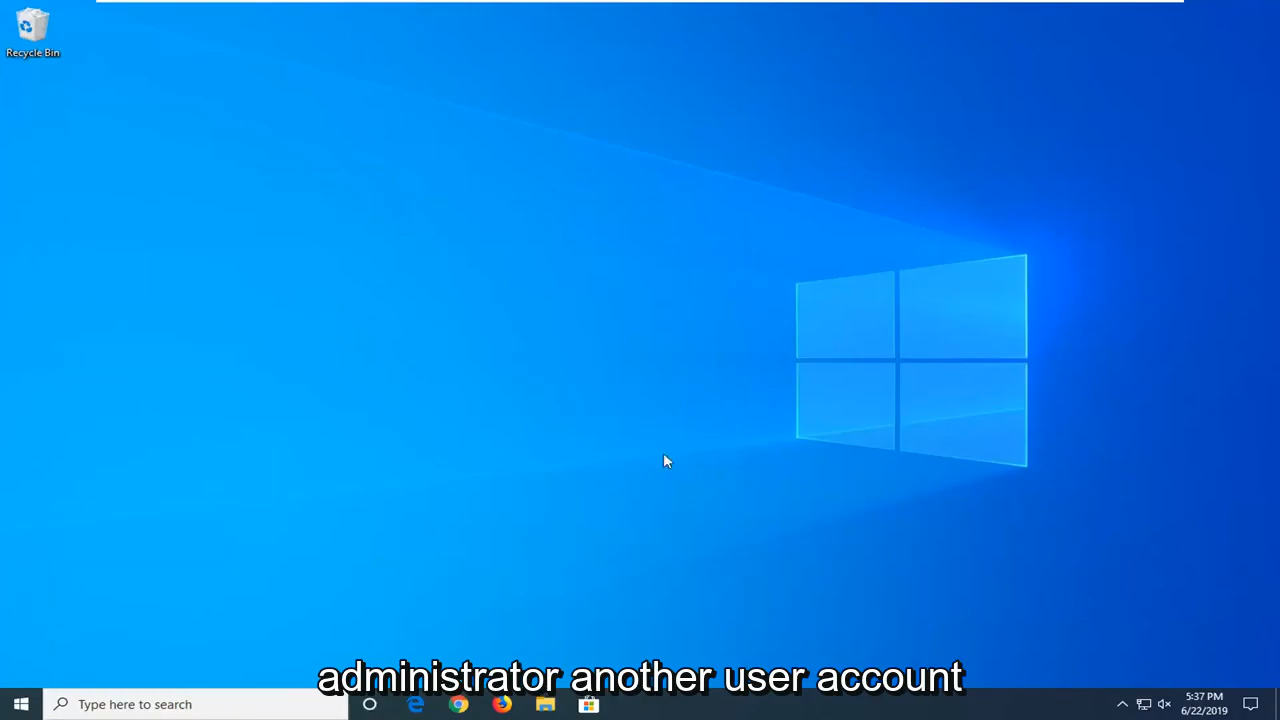 Recycle Bin
administrator another user account
Type here to search
5:37 PM
6/22/2019